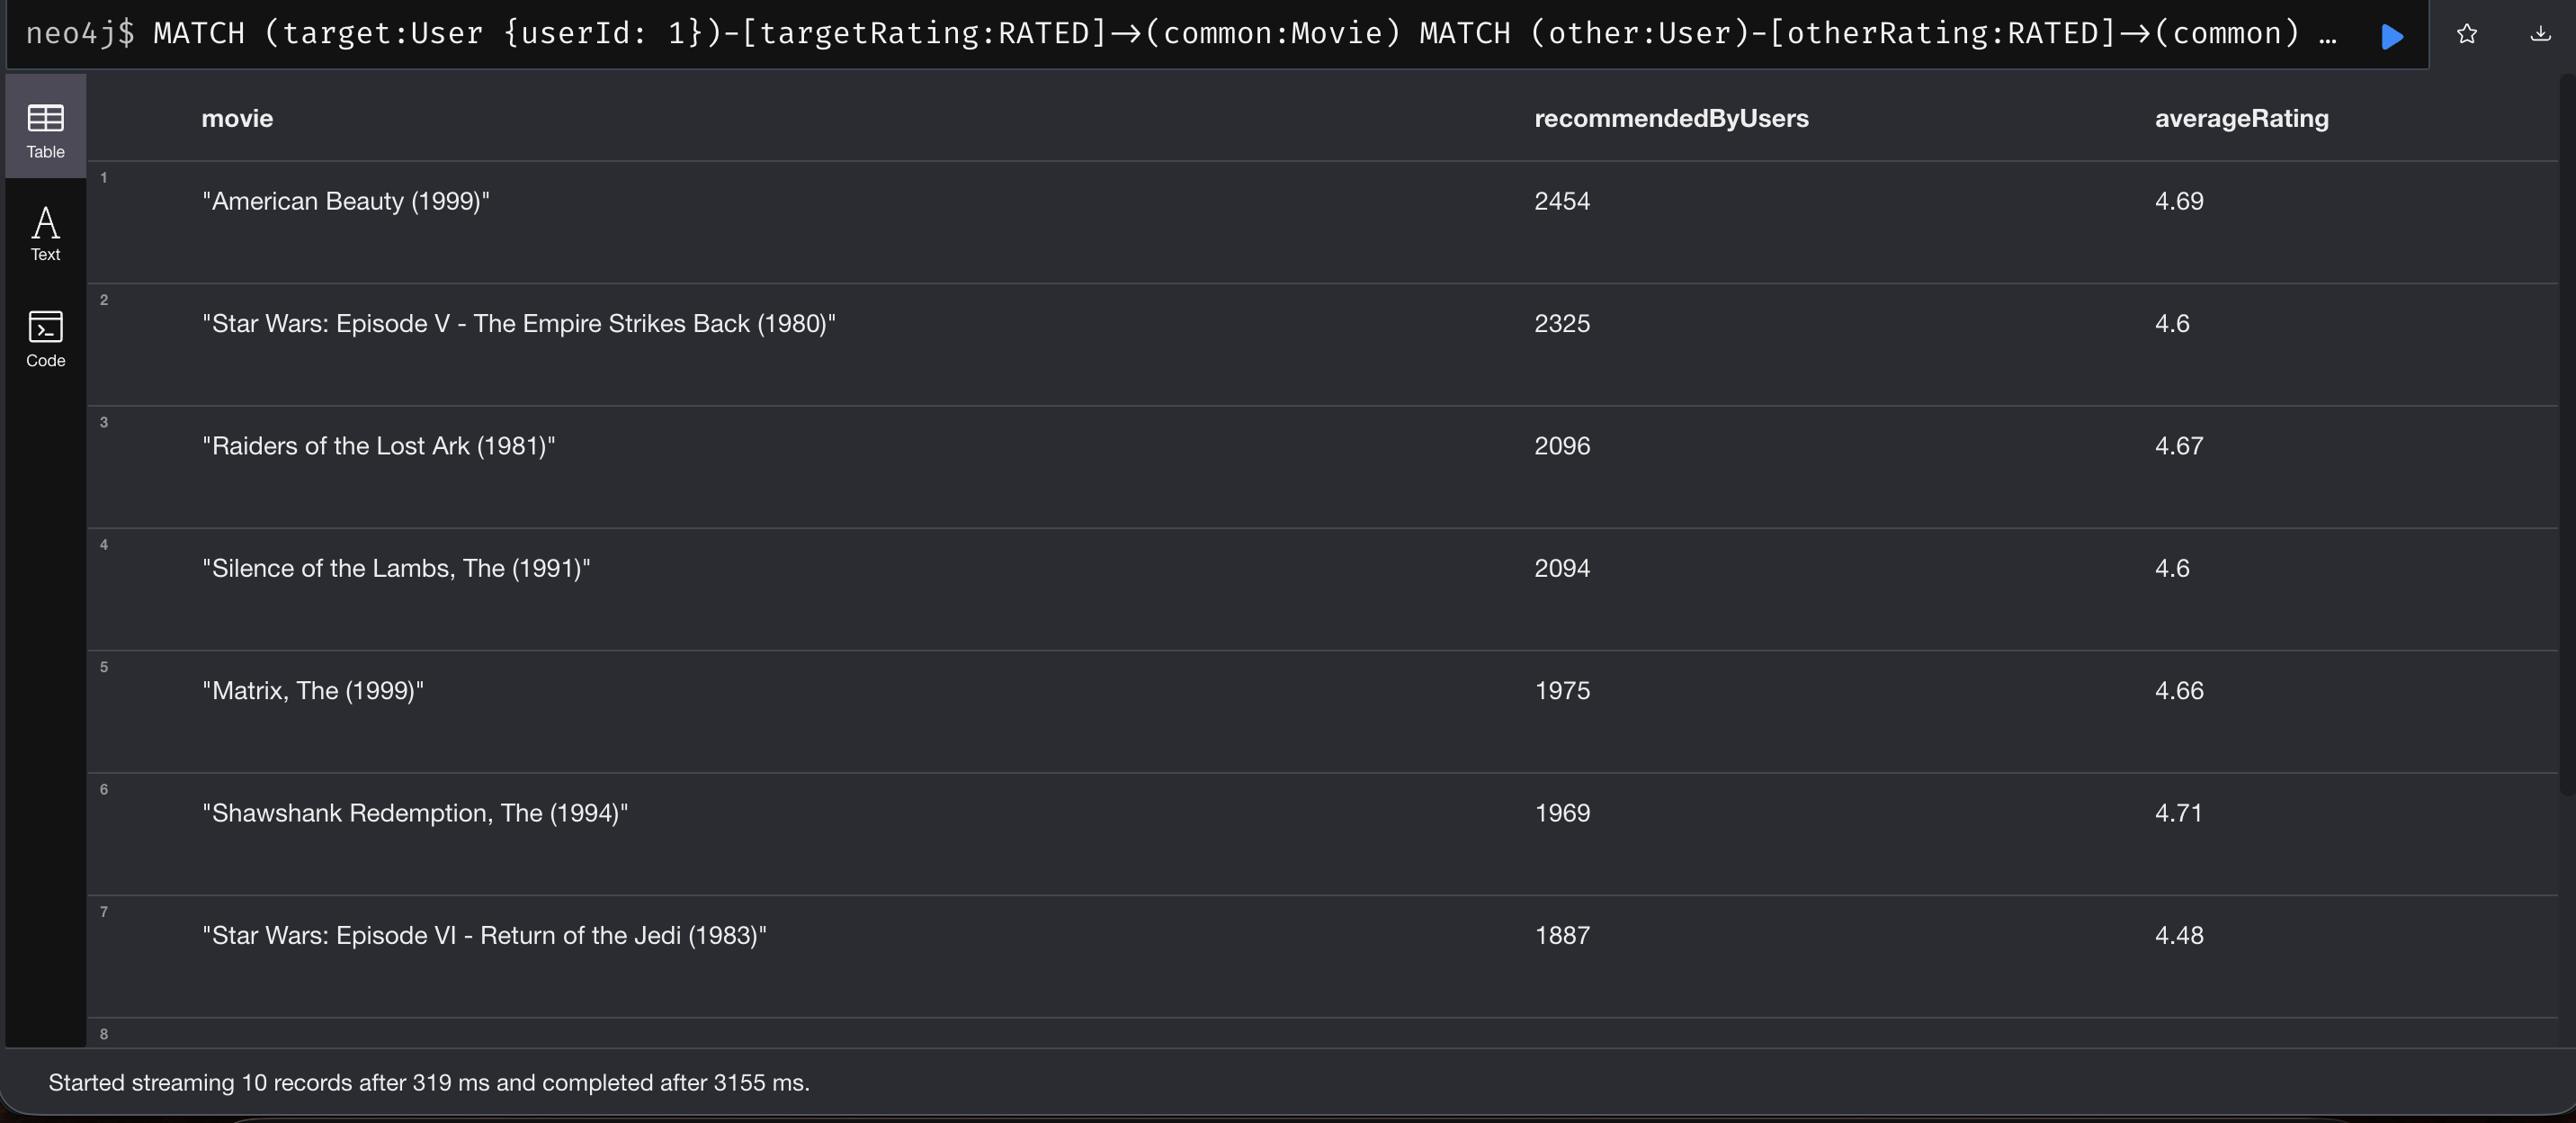 neo4j$ MATCH (target:User {userId: 1})-[targetRating:RATED]→(common:Movie) MATCH (other:User)-[otherRating:RATED]→(common) …
Table
Text
Code
movie recommendedByUsers averageRating
1
"American Beauty (1999)" 2454 4.69
2
"Star Wars: Episode V - The Empire Strikes Back (1980)" 2325 4.6
3
"Raiders of the Lost Ark (1981)" 2096 4.67
4
"Silence of the Lambs, The (1991)" 2094 4.6
5
"Matrix, The (1999)" 1975 4.66
6
"Shawshank Redemption, The (1994)" 1969 4.71
7
"Star Wars: Episode VI - Return of the Jedi (1983)" 1887 4.48
8
Started streaming 10 records after 319 ms and completed after 3155 ms.